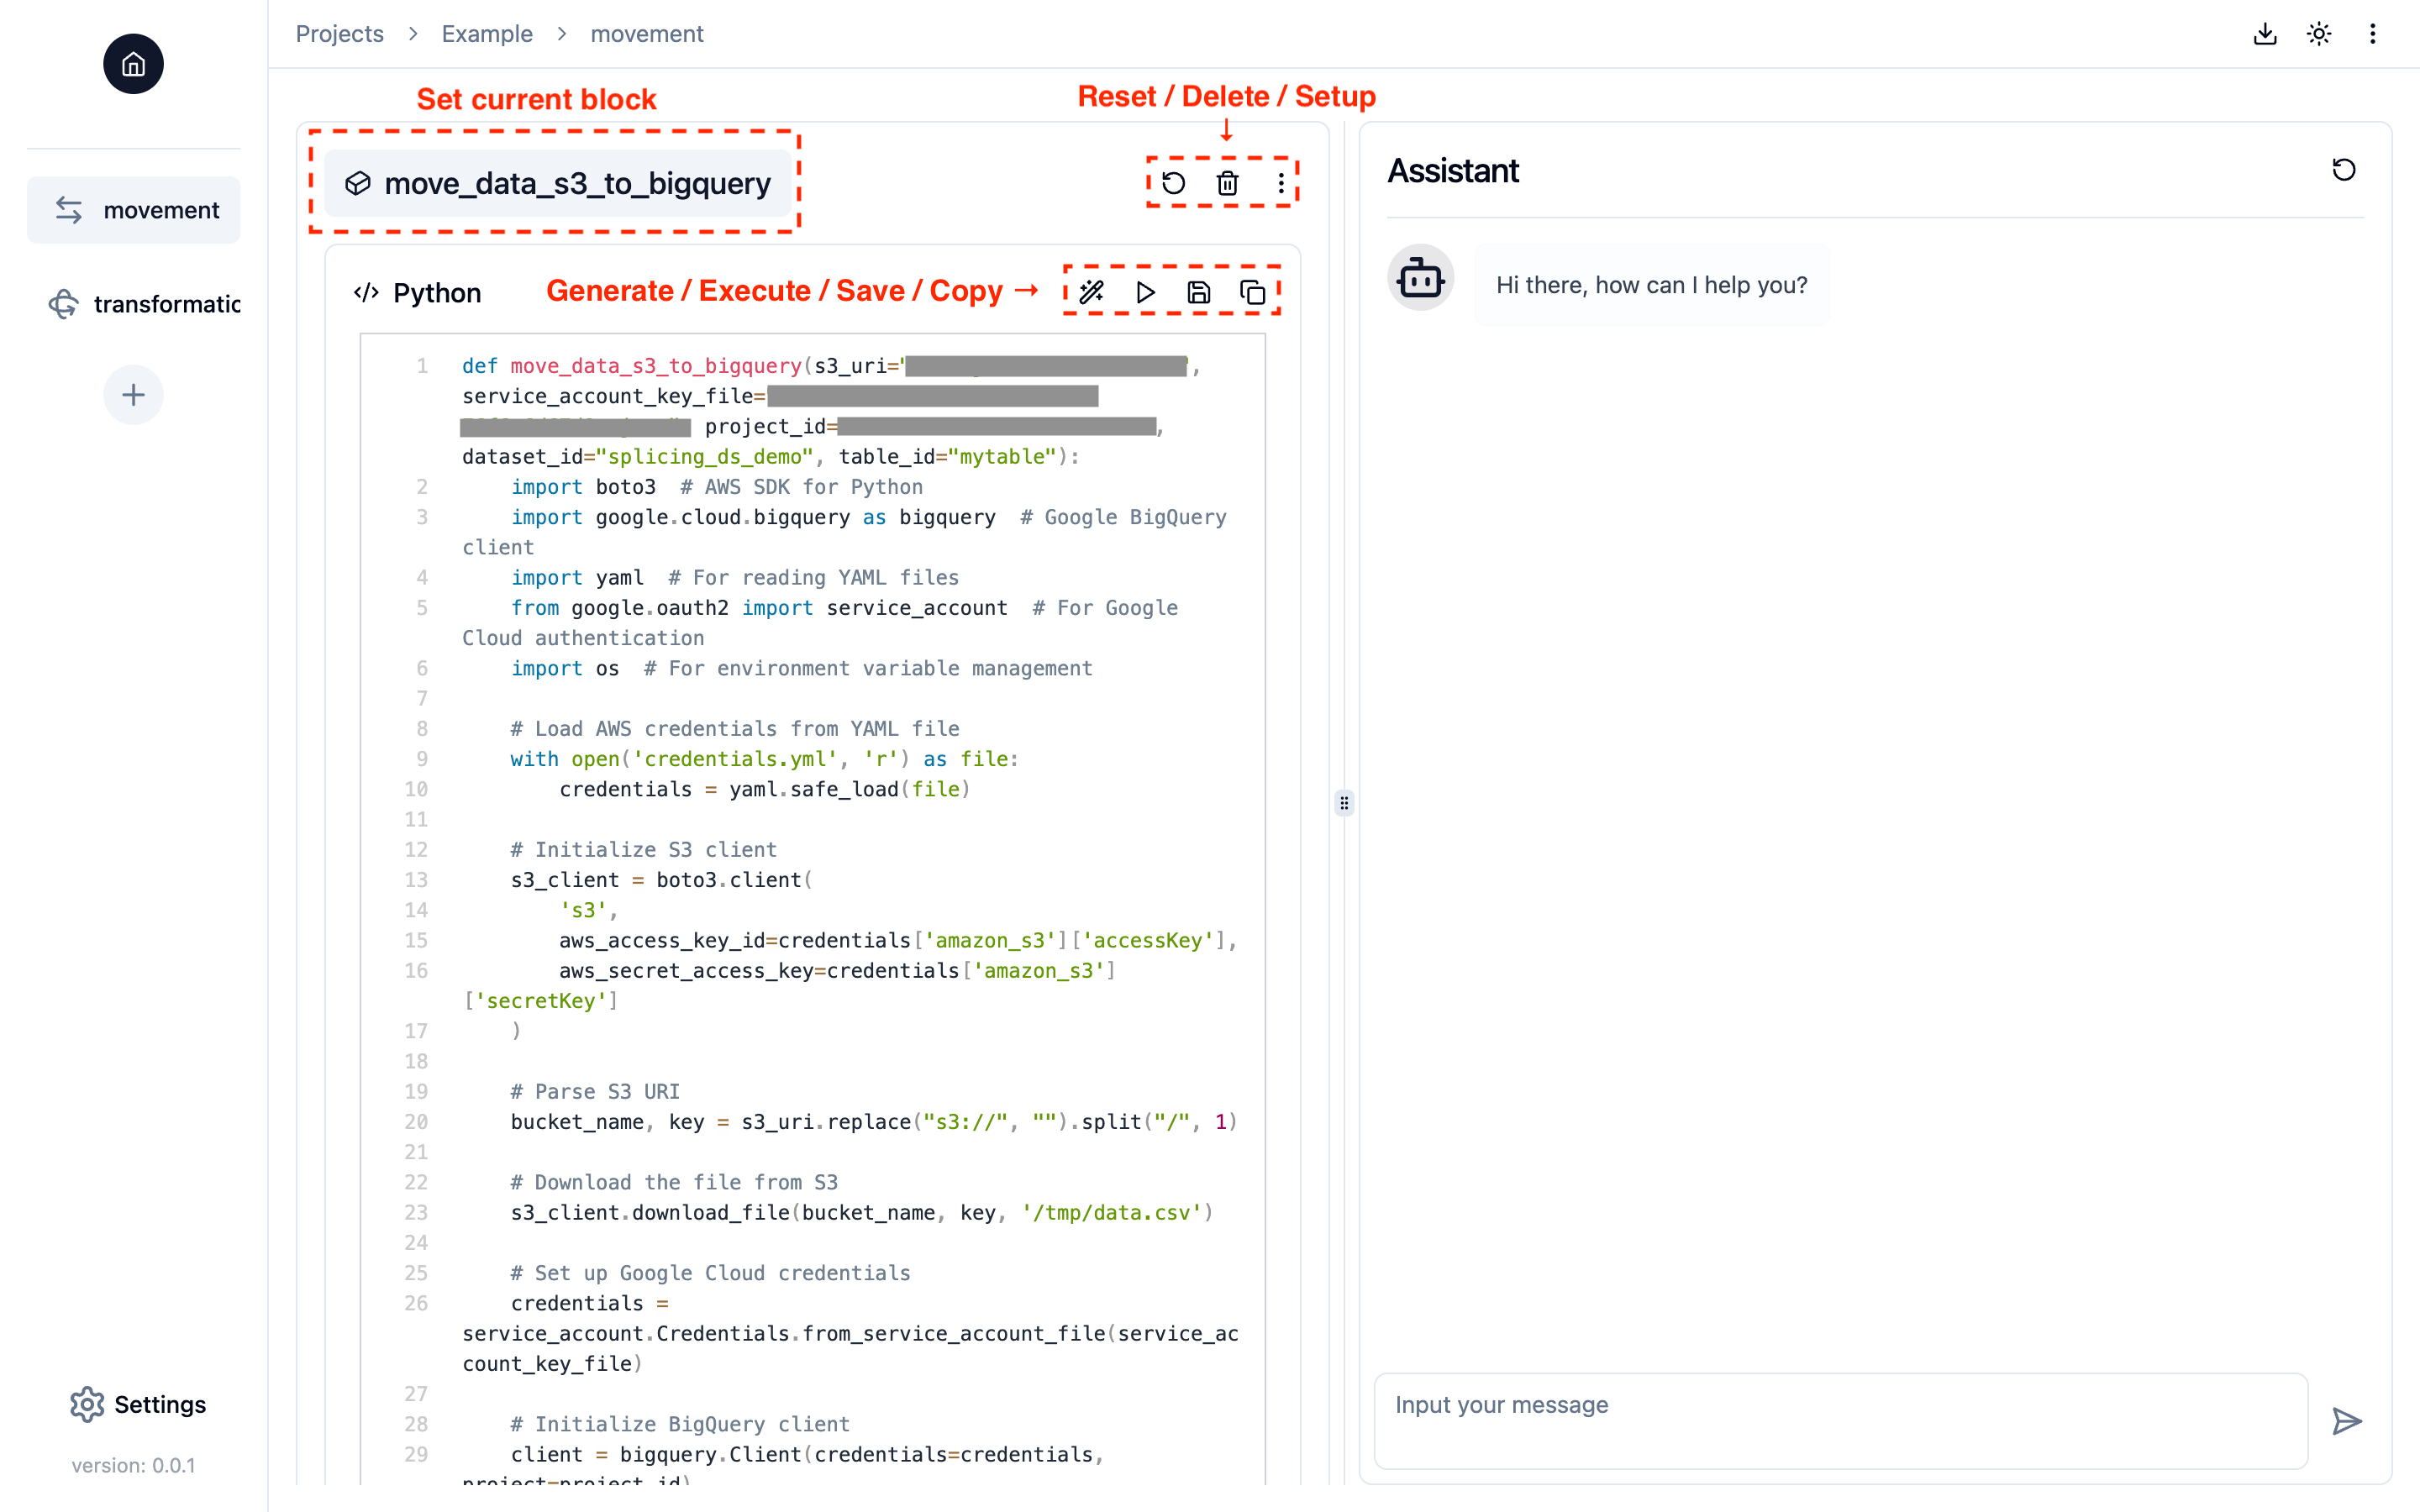 Projects > Example > movement
movement
transformatic
Settings
version: 0.0.1
Set current block
Reset / Delete / Setup
move_data_s3_to_bigquery
</> Python
Generate / Execute / Save / Copy →
1 def move_data_s3_to_bigquery(s3_uri="",
service_account_key_file=
project_id=,
dataset_id="splicing_ds_demo", table_id="mytable"):
2 import boto3  # AWS SDK for Python
3 import google.cloud.bigquery as bigquery  # Google BigQuery
client
4 import yaml  # For reading YAML files
5 from google.oauth2 import service_account  # For Google
Cloud authentication
6 import os  # For environment variable management
7
8 # Load AWS credentials from YAML file
9 with open('credentials.yml', 'r') as file:
10 credentials = yaml.safe_load(file)
11
12 # Initialize S3 client
13 s3_client = boto3.client(
14 's3',
15 aws_access_key_id=credentials['amazon_s3']['accessKey'],
16 aws_secret_access_key=credentials['amazon_s3']
['secretKey']
17 )
18
19 # Parse S3 URI
20 bucket_name, key = s3_uri.replace("s3://", "").split("/", 1)
21
22 # Download the file from S3
23 s3_client.download_file(bucket_name, key, '/tmp/data.csv')
24
25 # Set up Google Cloud credentials
26 credentials =
service_account.Credentials.from_service_account_file(service_ac
count_key_file)
27
28 # Initialize BigQuery client
29 client = bigquery.Client(credentials=credentials,
project=project_id)
Assistant
Hi there, how can I help you?
Input your message